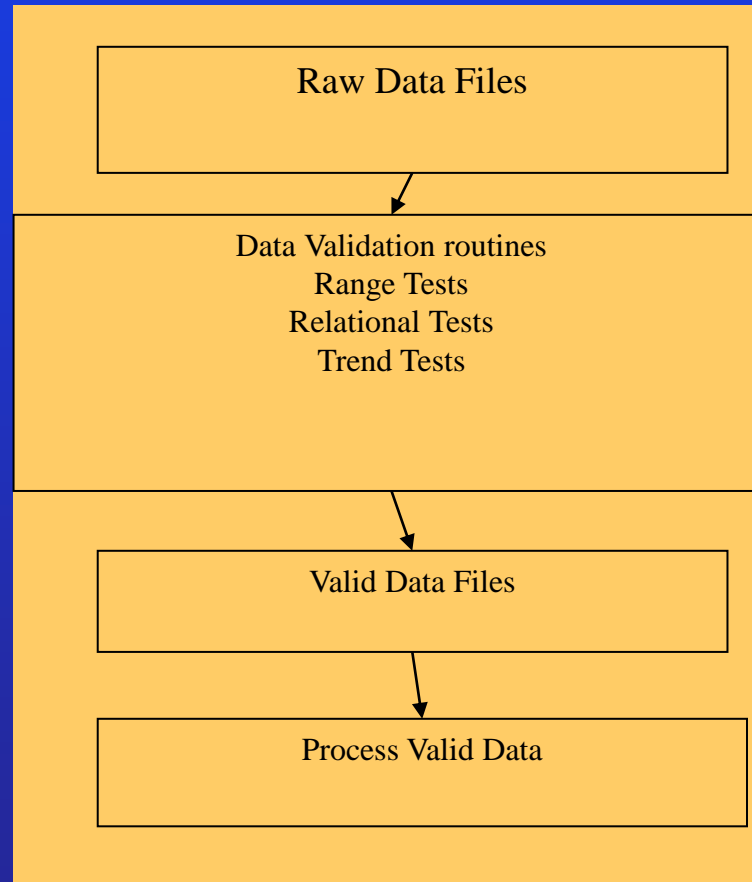 Raw Data Files
Data Validation routines
Range Tests
Relational Tests
Trend Tests
Valid Data Files
Process Valid Data